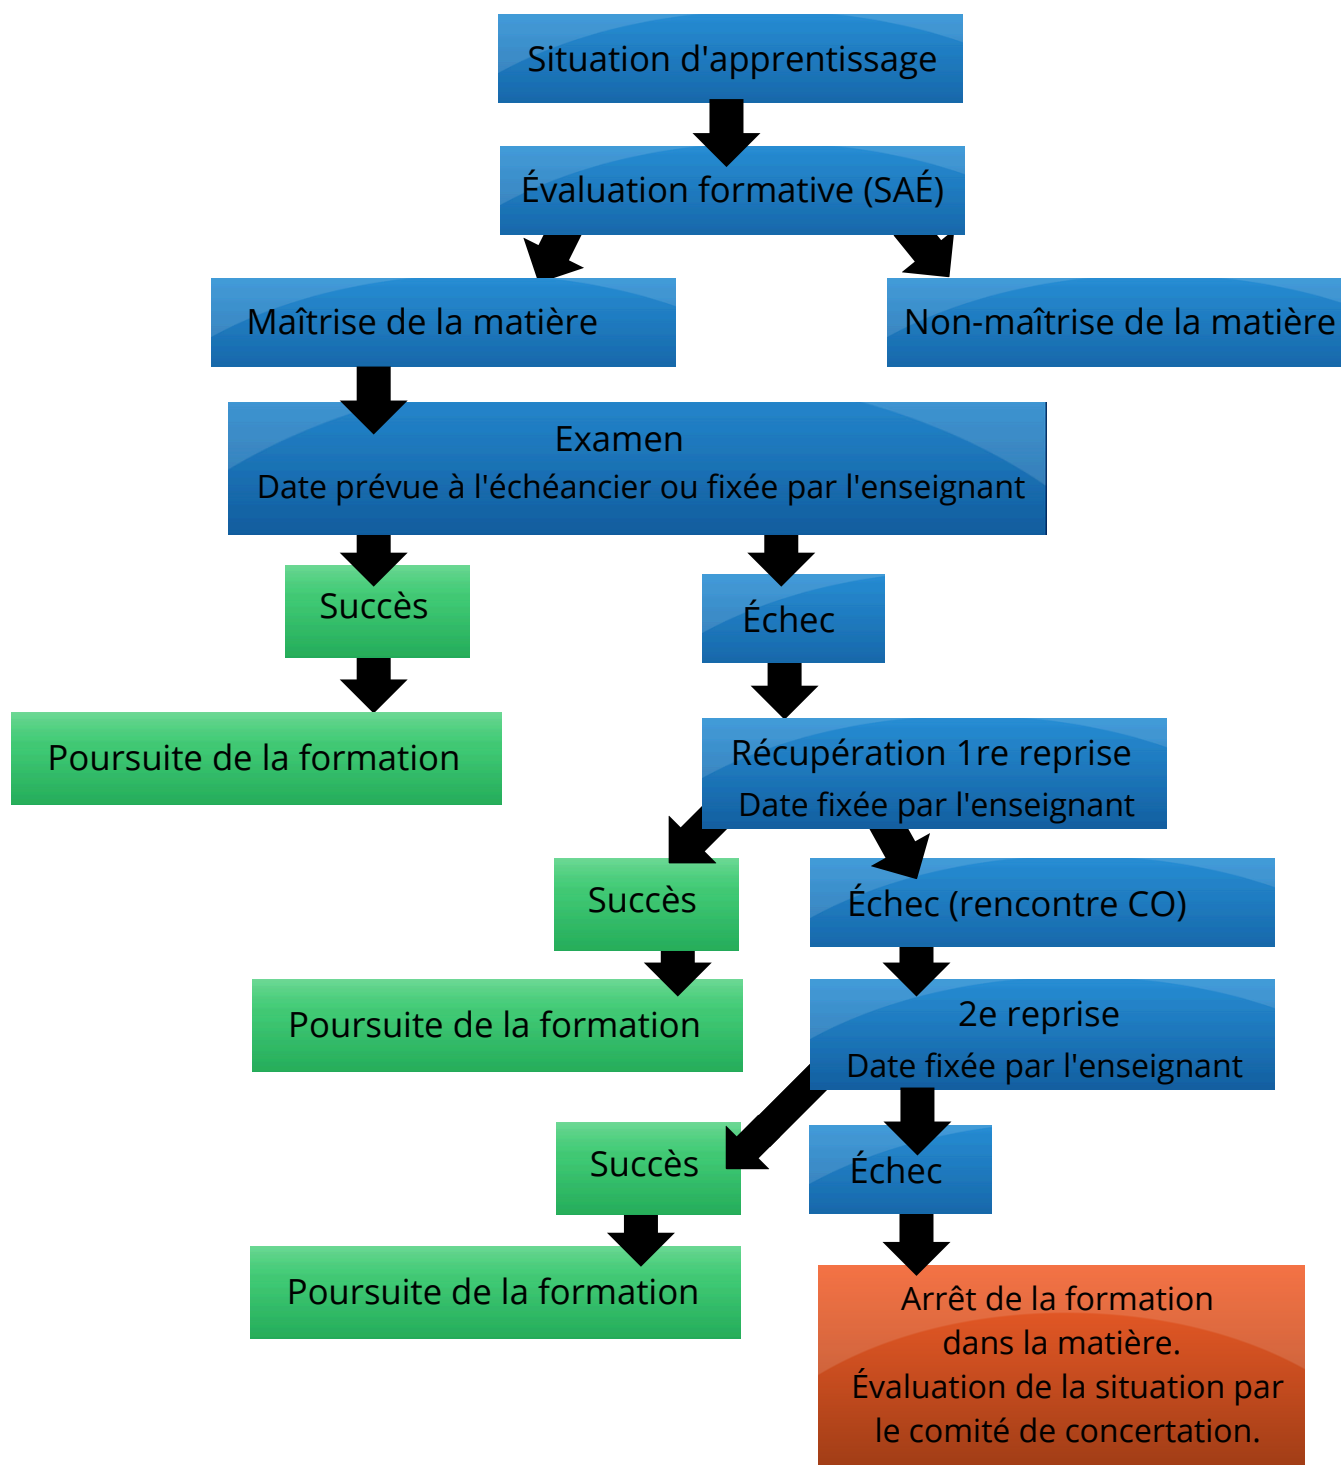 Situation d'apprentissage
Évaluation formative (SAÉ)
Maîtrise de la matière
Non-maîtrise de la matière
Examen
Date prévue à l'échéancier ou fixée par l'enseignant
Succès
Échec
Poursuite de la formation
Récupération 1re reprise
Date fixée par l'enseignant
Succès
Échec (rencontre CO)
Poursuite de la formation
2e reprise
Date fixée par l'enseignant
Succès
Échec
Poursuite de la formation
Arrêt de la formation
dans la matière.
Évaluation de la situation par
le comité de concertation.